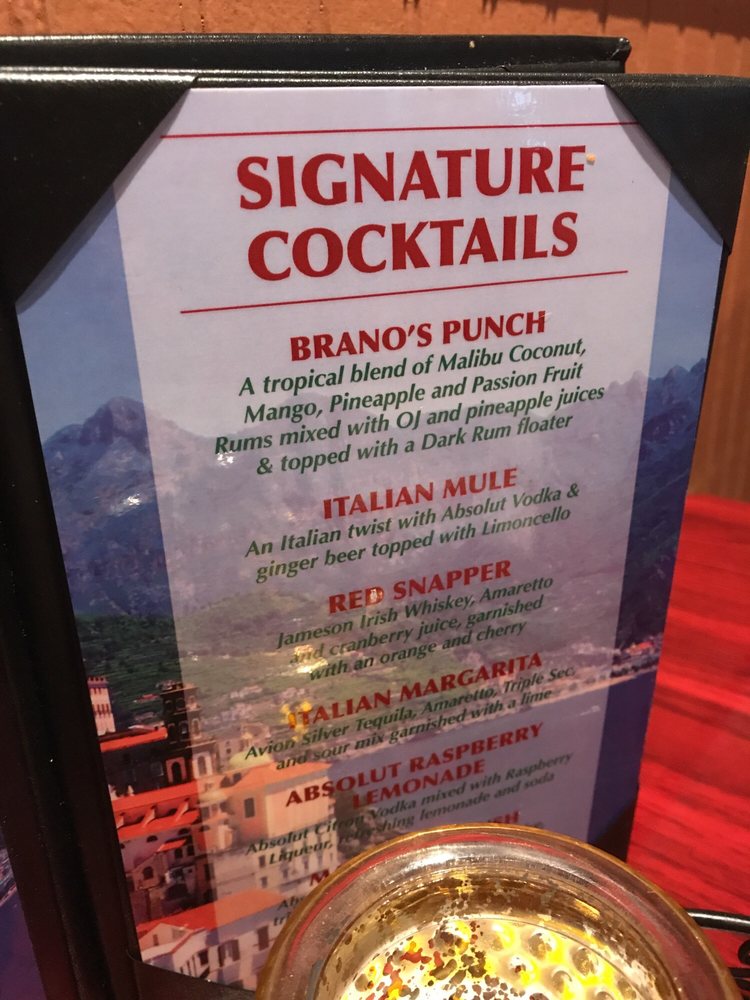 SIGNATURE
COCKTAILS
BRANO'S PUNCH
A tropical blend of Malibu Coconut,
Mango, Pineapple and Passion Fruit
Rums mixed with OJ and pineapple juices
& topped with a Dark Rum floater
ITALIAN MULE
An Italian twist with Absolut Vodka &
ginger beer topped with Limoncello
RED SNAPPER
Jameson Irish Whiskey, Amaretto
and cranberry juice, garnished
with an orange and cherry
ITALIAN MARGARITA
Avion Silver Tequila, Amaretto, Triple Sec,
and sour mix garnished with a lime
ABSOLUT RASPBERRY
LEMONADE
Absolut Citron Vodka mixed with Raspberry
Liqueur, refreshing lemonade and soda